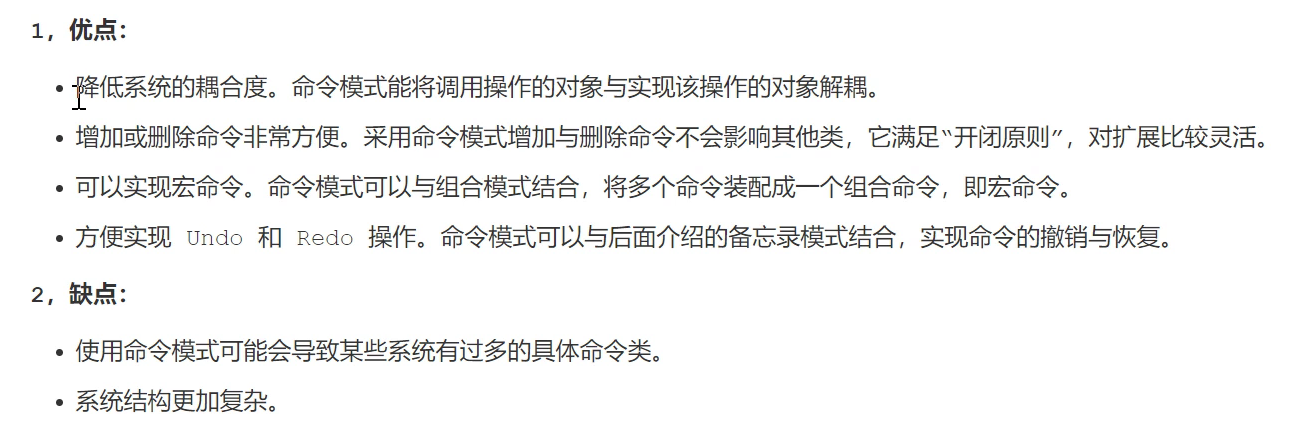 1，优点：
降低系统的耦合度。命令模式能将调用操作的对象与实现该操作的对象解耦。
增加或删除命令非常方便。采用命令模式增加与删除命令不会影响其他类，它满足“开闭原则”，对扩展比较灵活。
可以实现宏命令。命令模式可以与组合模式结合，将多个命令装配成一个组合命令，即宏命令。
方便实现 Undo 和 Redo 操作。命令模式可以与后面介绍的备忘录模式结合，实现命令的撤销与恢复。
2，缺点：
使用命令模式可能会导致某些系统有过多的具体命令类。
系统结构更加复杂。